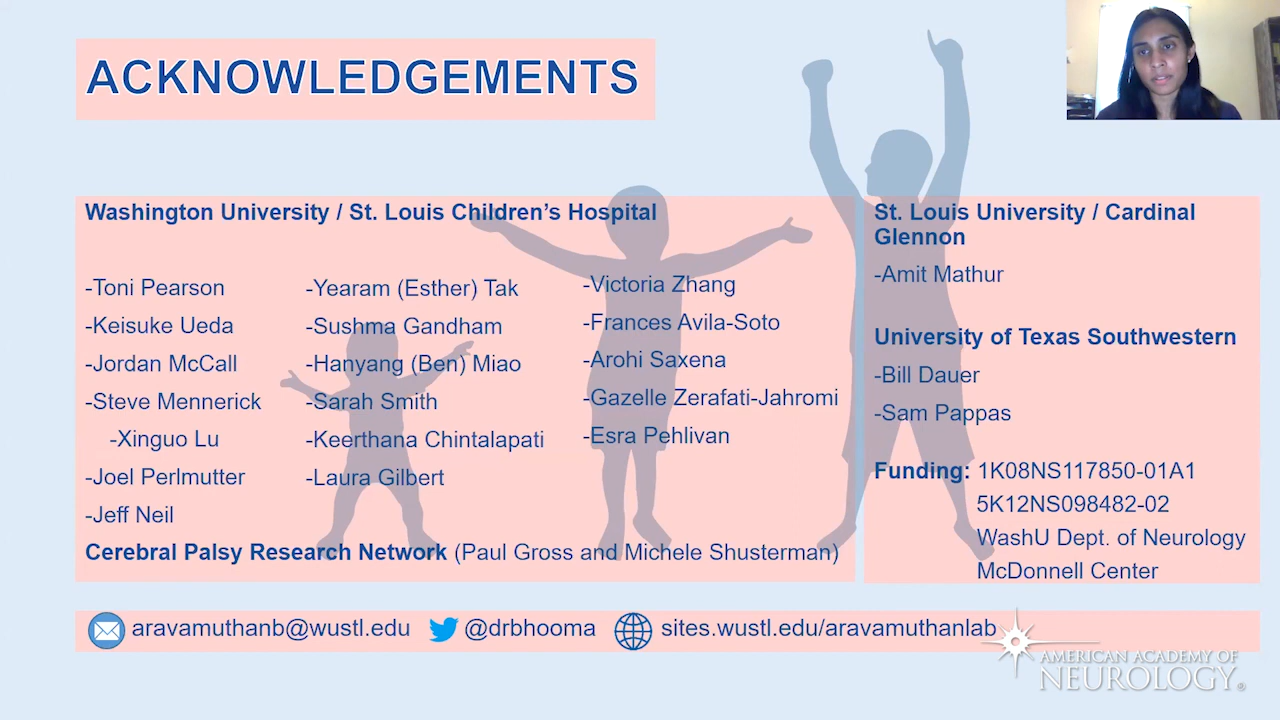 ACKNOWLEDGEMENTS
Washington University / St. Louis Children's Hospital
-Toni Pearson
-Keisuke Ueda
-Jordan McCall
-Steve Mennerick
-Xinguo Lu
-Joel Perlmutter
-Jeff Neil
-Yearam (Esther) Tak
-Sushma Gandham
-Hanyang (Ben) Miao
-Sarah Smith
-Keerthana Chintalapati
-Laura Gilbert
-Victoria Zhang
-Frances Avila-Soto
-Arohi Saxena
-Gazelle Zerafati-Jahromi
-Esra Pehlivan
Cerebral Palsy Research Network (Paul Gross and Michele Shusterman)
St. Louis University / Cardinal
Glennon
-Amit Mathur
University of Texas Southwestern
-Bill Dauer
-Sam Pappas
Funding: 1K08NS117850-01A1
5K12NS098482-02
WashU Dept. of Neurology
McDonnell Center
aravamuthanb@wustl.edu @drbhooma sites.wustl.edu/aravamuthanlab
AMERICAN ACADEMY OF
NEUROLOGY®